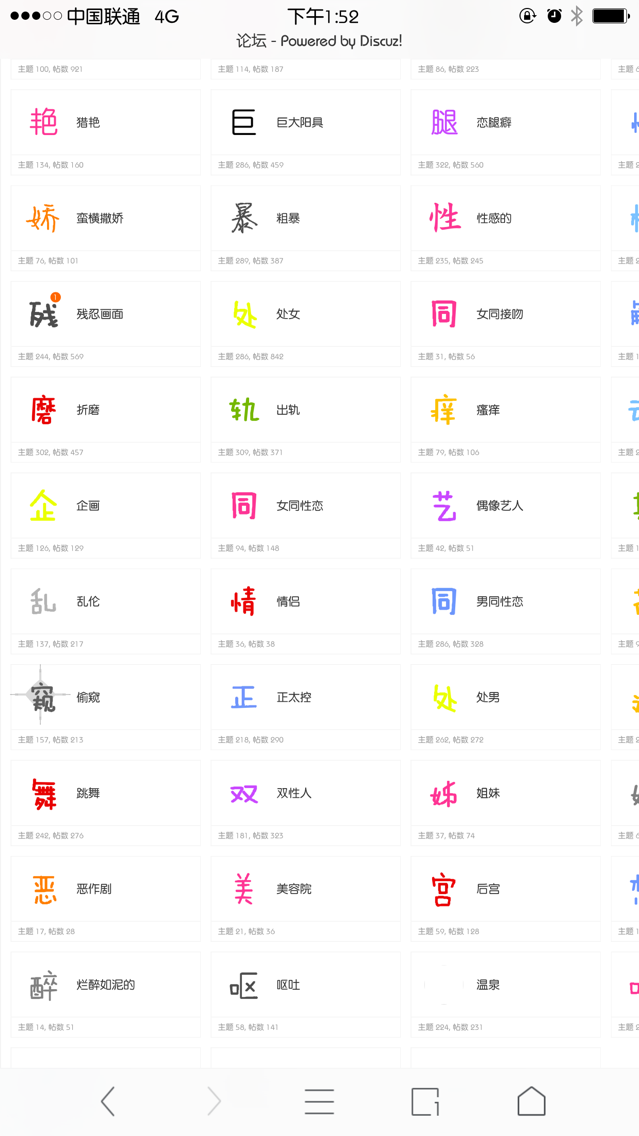 中国联通 4G 下午1:52
论坛 - Powered by Discuz!
主题 100, 帖数 921 主题 114, 帖数 187 主题 86, 帖数 223
艳 猎艳 巨 巨大阳具 腿 恋腿癖
主题 134, 帖数 160 主题 286, 帖数 459 主题 322, 帖数 560
娇 蛮横撒娇 暴 粗暴 性 性感的
主题 76, 帖数 101 主题 289, 帖数 387 主题 235, 帖数 245
残 1 残忍画面 处 处女 同 女同接吻
主题 244, 帖数 569 主题 286, 帖数 842 主题 31, 帖数 56
磨 折磨 轨 出轨 痒 瘙痒
主题 302, 帖数 457 主题 309, 帖数 371 主题 79, 帖数 106
企 企画 同 女同性恋 艺 偶像艺人
主题 126, 帖数 129 主题 94, 帖数 148 主题 42, 帖数 51
乱 乱伦 情 情侣 同 男同性恋
主题 137, 帖数 217 主题 36, 帖数 38 主题 286, 帖数 328
窥 偷窥 正 正太控 处 处男
主题 157, 帖数 213 主题 218, 帖数 290 主题 262, 帖数 272
舞 跳舞 双 双性人 姊 姐妹
主题 242, 帖数 276 主题 181, 帖数 323 主题 37, 帖数 74
恶 恶作剧 美 美容院 宫 后宫
主题 17, 帖数 28 主题 21, 帖数 36 主题 59, 帖数 128
醉 烂醉如泥的 呕 呕吐 温泉
主题 14, 帖数 51 主题 58, 帖数 141 主题 224, 帖数 231
1